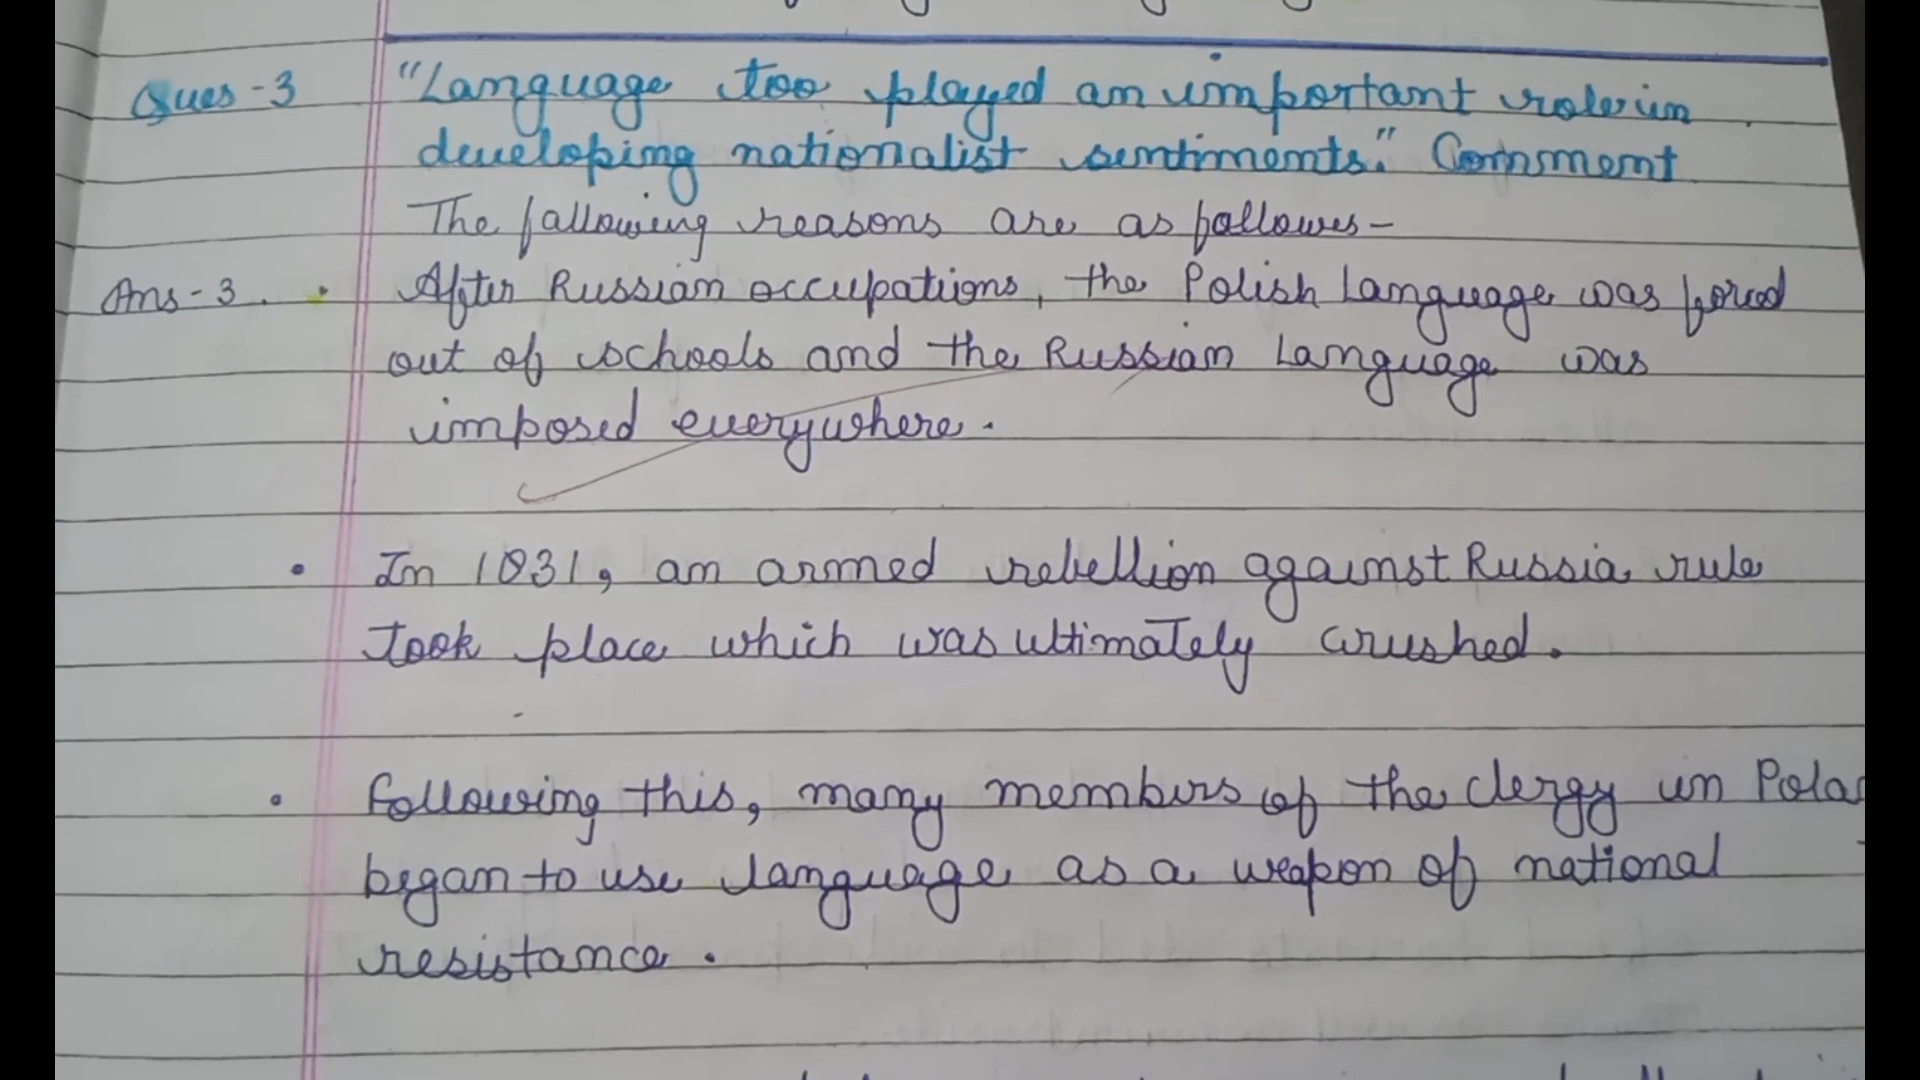 Ques-3 "Language too played an important role in
developing nationalist sentiments." Comment
The following reasons are as follows-
Ans-3. • After Russian occupations, the Polish Language was forced
out of schools and the Russian Language was
imposed everywhere.
• In 1831, an armed rebellion against Russia rule
took place which was ultimately crushed.
• Following this, many members of the clergy in Pola
began to use language as a weapon of national
resistance.